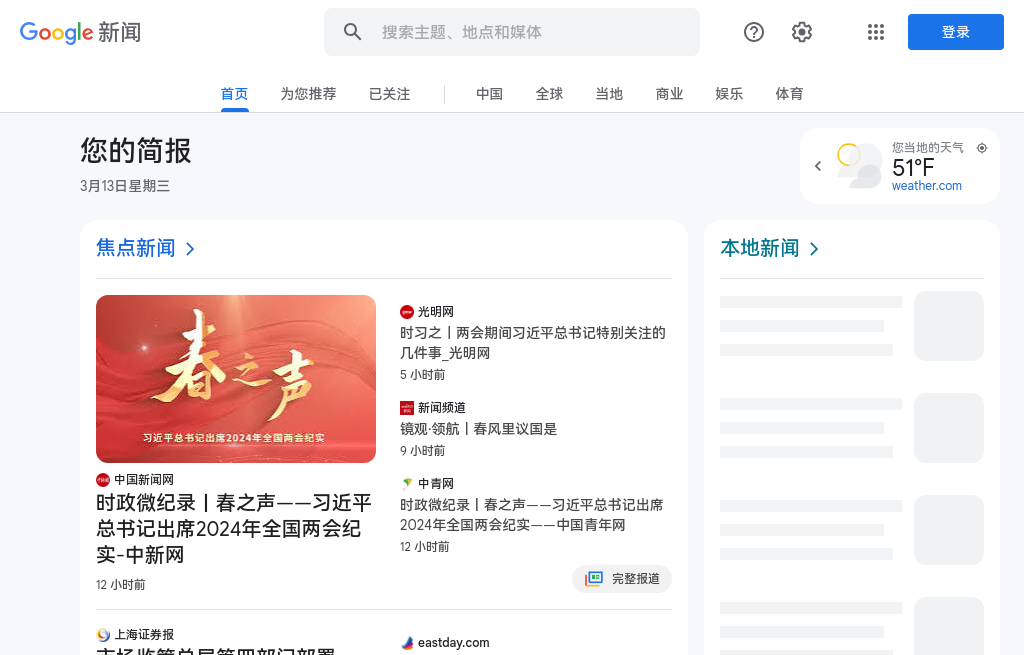 Google 新闻
搜索主题、地点和媒体
登录
首页
为您推荐
已关注
中国
全球
当地
商业
娱乐
体育
您的简报
3月13日星期三
您当地的天气
51°F
weather.com
焦点新闻
本地新闻
春之声
习近平总书记出席2024年全国两会纪实
中国新闻网
时政微纪录丨春之声——习近平
总书记出席2024年全国两会纪
实-中新网
12 小时前
光明网
时习之丨两会期间习近平总书记特别关注的
几件事_光明网
5 小时前
新闻频道
镜观·领航丨春风里议国是
9 小时前
中青网
时政微纪录丨春之声——习近平总书记出席
2024年全国两会纪实——中国青年网
12 小时前
完整报道
上海证券报
市场监管总局等四部门部署
eastday.com